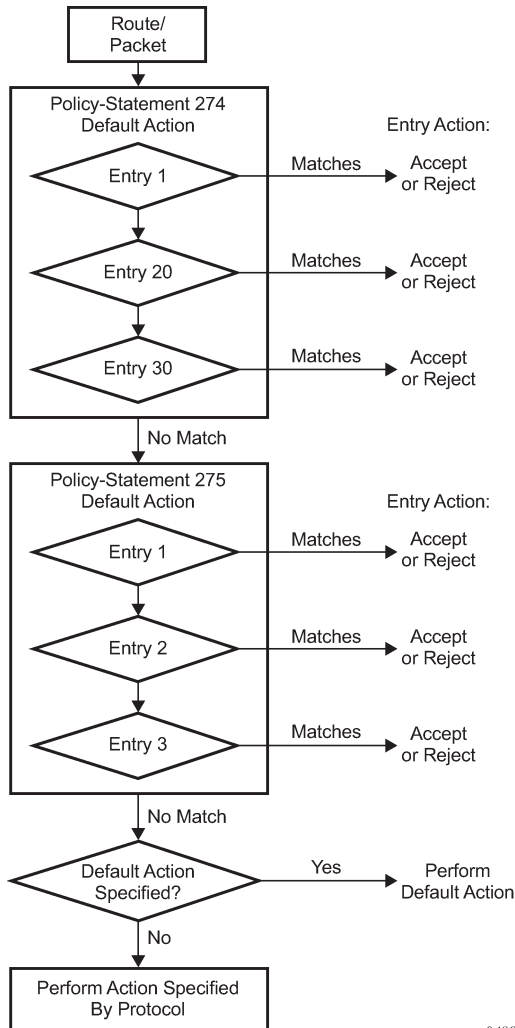 Route/
Packet
Policy-Statement 274
Default Action
Entry Action:
Entry 1
Matches
Accept
or Reject
Entry 20
Matches
Accept
or Reject
Entry 30
Matches
Accept
or Reject
No Match
Policy-Statement 275
Default Action
Entry Action:
Entry 1
Matches
Accept
or Reject
Entry 2
Matches
Accept
or Reject
Entry 3
Matches
Accept
or Reject
No Match
Default Action
Specified?
Yes
Perform
Default Action
No
Perform Action Specified
By Protocol